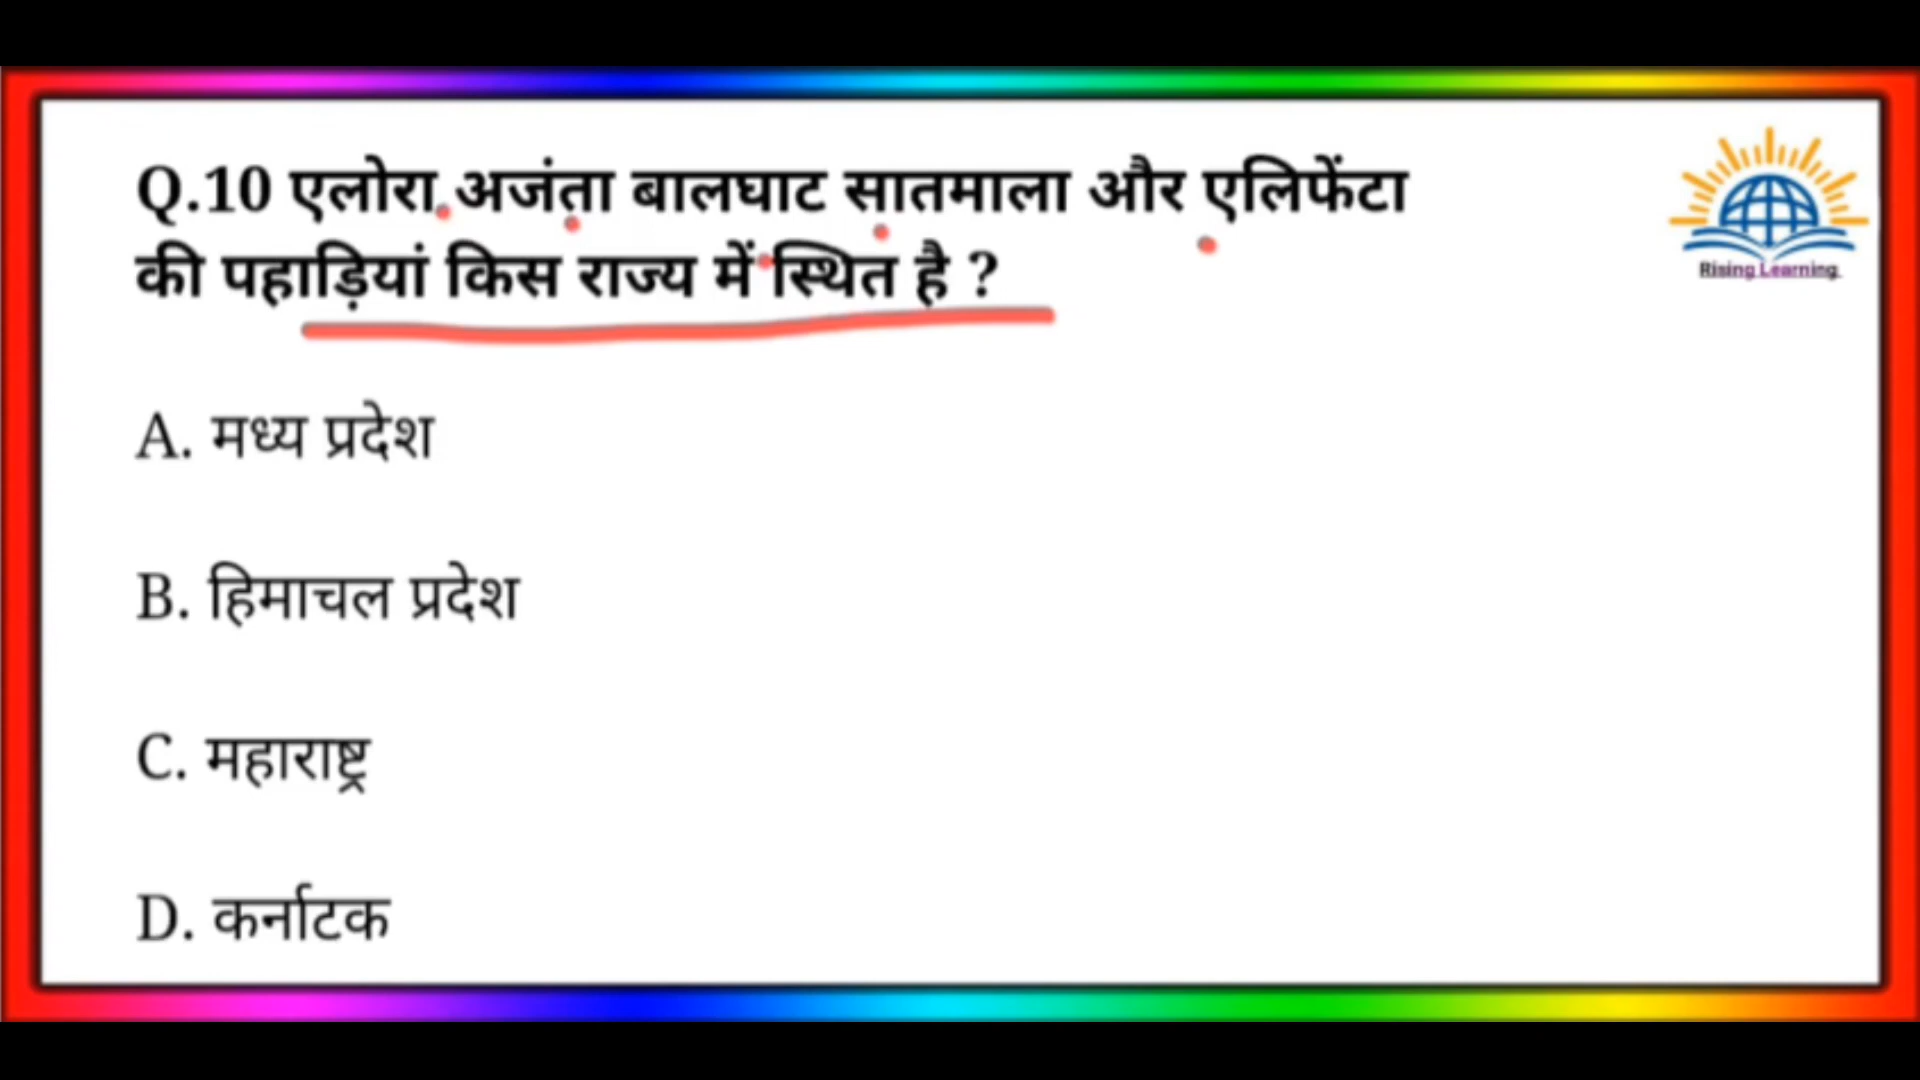 Q.10 एलोरा अजंता बालघाट सातमाला और एलिफेंटा
की पहाड़ियां किस राज्य में स्थित है ?
Rising Learning
A. मध्य प्रदेश
B. हिमाचल प्रदेश
C. महाराष्ट्र
D. कर्नाटक